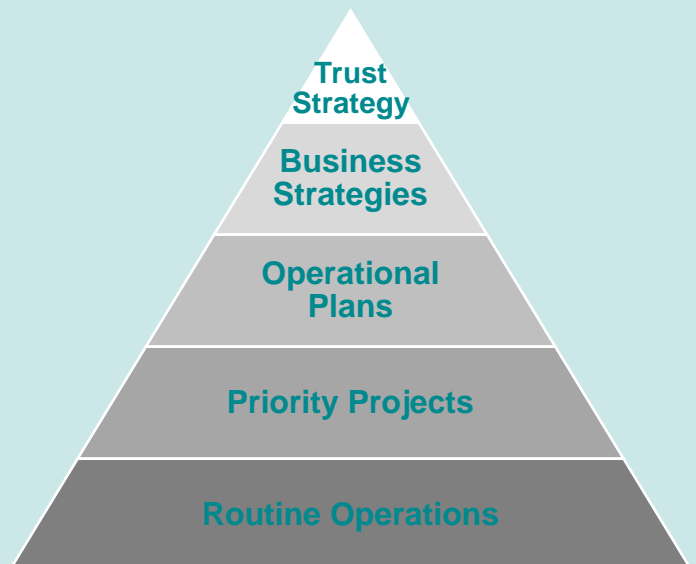 Trust
Strategy
Business
Strategies
Operational
Plans
Priority Projects
Routine Operations